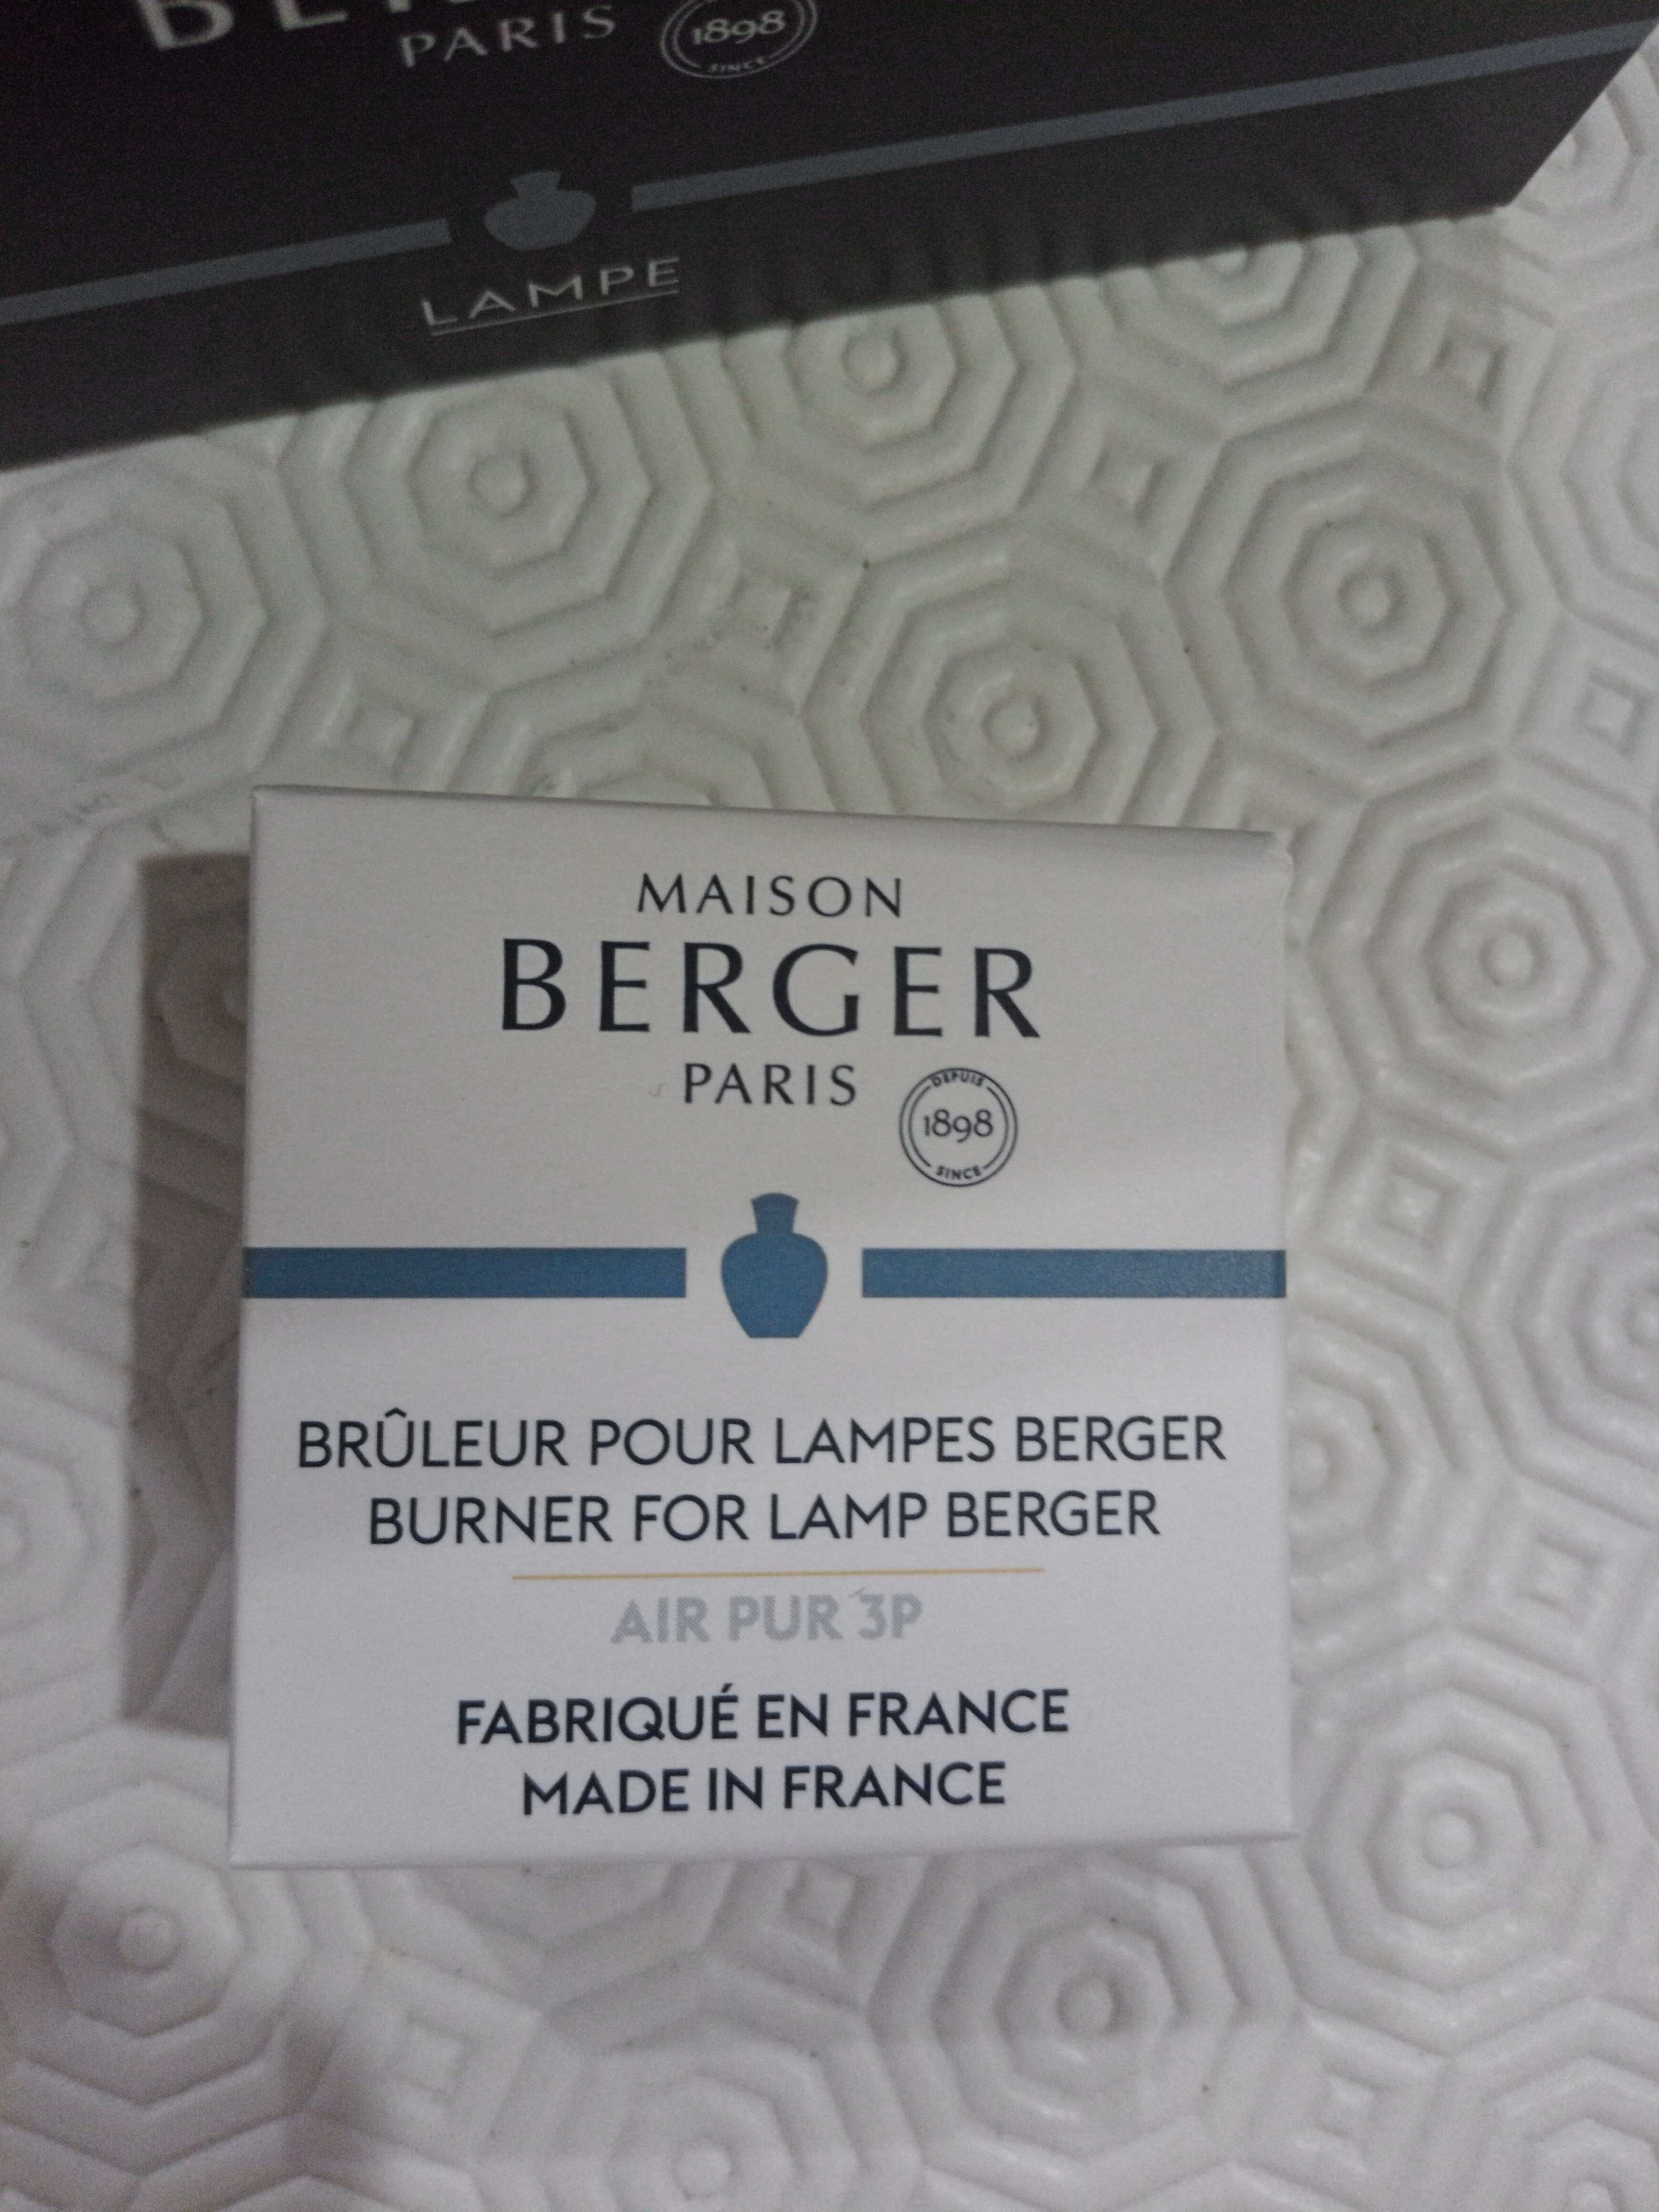 PARIS
1898
SINCE
LAMPE
MAISON
BERGER
PARIS
DEPUIS
1898
SINCE
BRÛLEUR POUR LAMPES BERGER
BURNER FOR LAMP BERGER
AIR PUR 3P
FABRIQUÉ EN FRANCE
MADE IN FRANCE